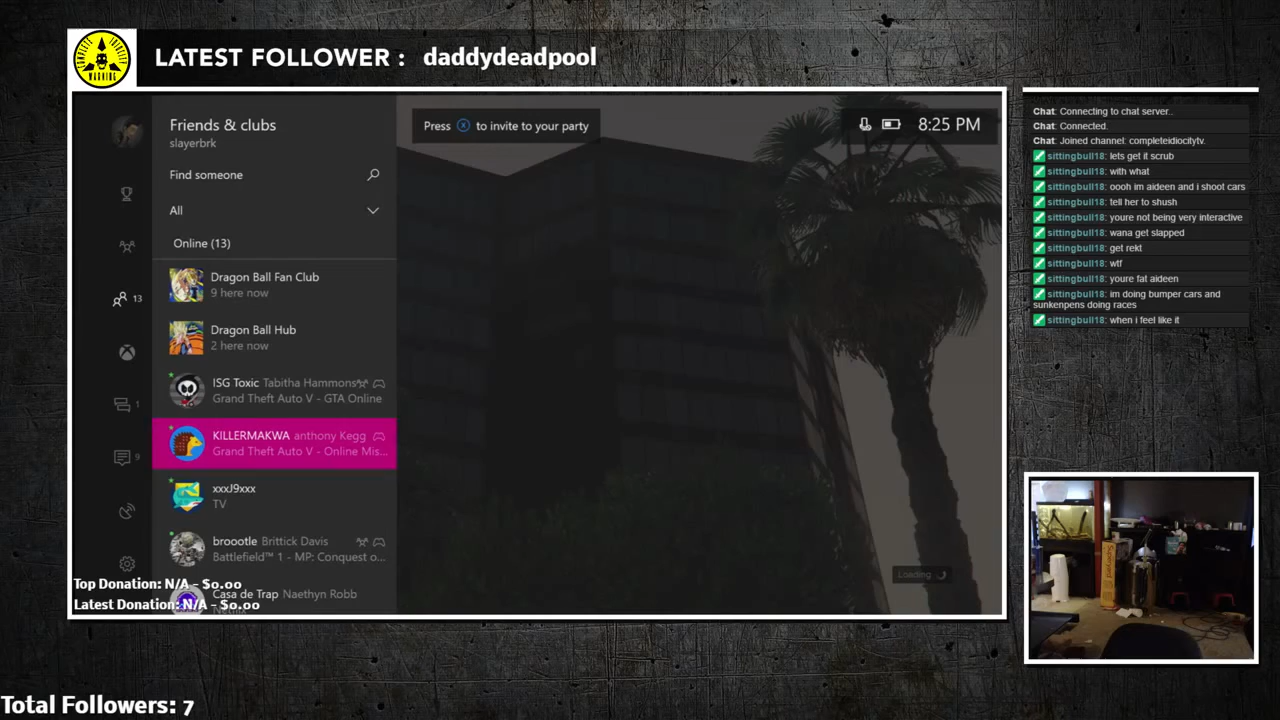 LATEST FOLLOWER : daddydeadpool
WARNING
Friends & clubs
slayerbrk
Find someone
All
Online (13)
Dragon Ball Fan Club
9 here now
Dragon Ball Hub
2 here now
ISG Toxic Tabitha Hammons
Grand Theft Auto V - GTA Online
KILLERMAKWA anthony Kegg
Grand Theft Auto V - Online Mis...
xxxJ9xxx
TV
broootle Brittick Davis
Battlefield™ 1 - MP: Conquest o...
Casa de Trap Naethyn Robb
Netflix
13
1
9
Press X to invite to your party
8:25 PM
Loading
Top Donation: N/A - $0.00
Latest Donation: N/A - $0.00
Total Followers: 7
Chat: Connecting to chat server..
Chat: Connected.
Chat: Joined channel: completeidiocitytv.
sittingbull18: lets get it scrub
sittingbull18: with what
sittingbull18: oooh im aideen and i shoot cars
sittingbull18: tell her to shush
sittingbull18: youre not being very interactive
sittingbull18: wana get slapped
sittingbull18: get rekt
sittingbull18: wtf
sittingbull18: youre fat aideen
sittingbull18: im doing bumper cars and
sunkenpens doing races
sittingbull18: when i feel like it